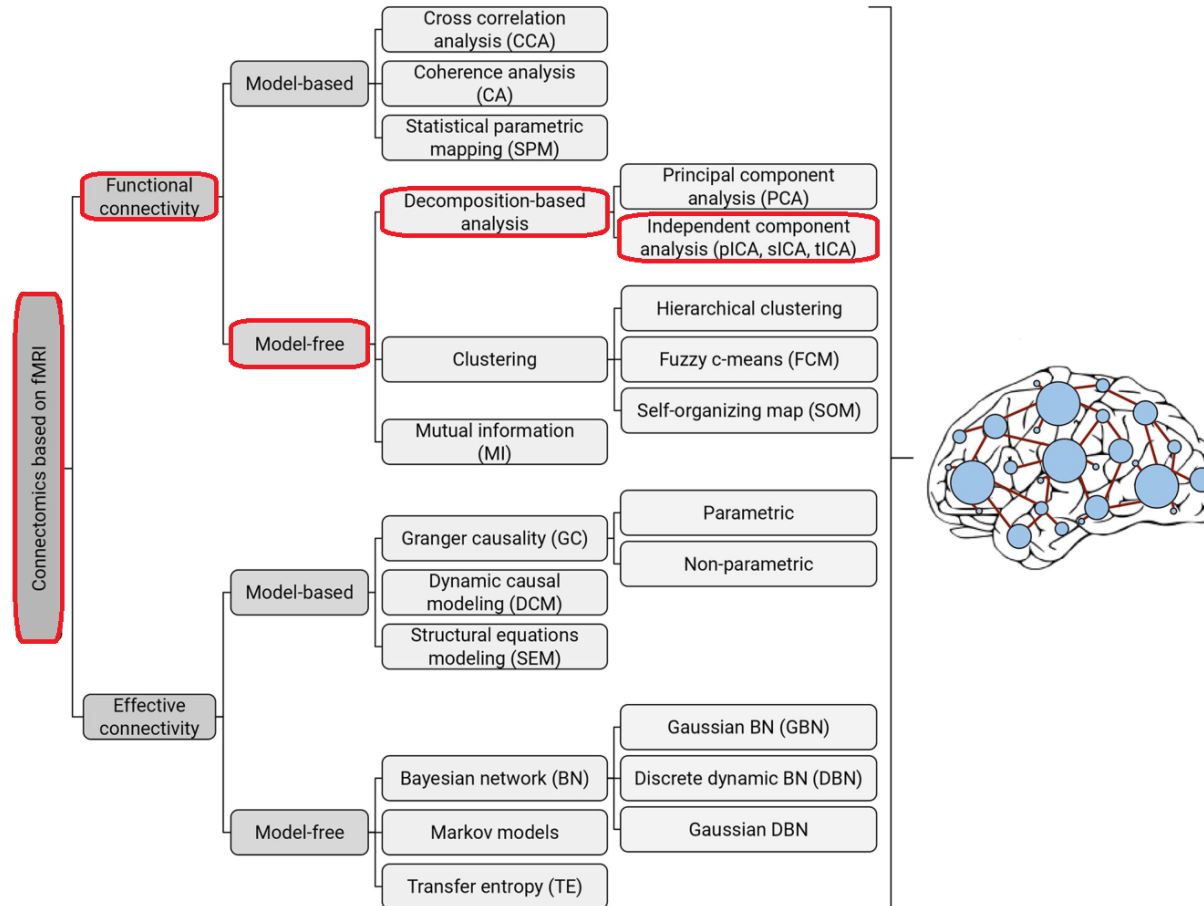 Connectomics based on fMRI
Functional
connectivity
Model-based
Cross correlation
analysis (CCA)
Coherence analysis
(CA)
Statistical parametric
mapping (SPM)
Model-free
Decomposition-based
analysis
Principal component
analysis (PCA)
Independent component
analysis (pICA, sICA, tICA)
Clustering
Hierarchical clustering
Fuzzy c-means (FCM)
Self-organizing map (SOM)
Mutual information
(MI)
Effective
connectivity
Model-based
Granger causality (GC)
Parametric
Non-parametric
Dynamic causal
modeling (DCM)
Structural equations
modeling (SEM)
Model-free
Bayesian network (BN)
Gaussian BN (GBN)
Discrete dynamic BN (DBN)
Gaussian DBN
Markov models
Transfer entropy (TE)